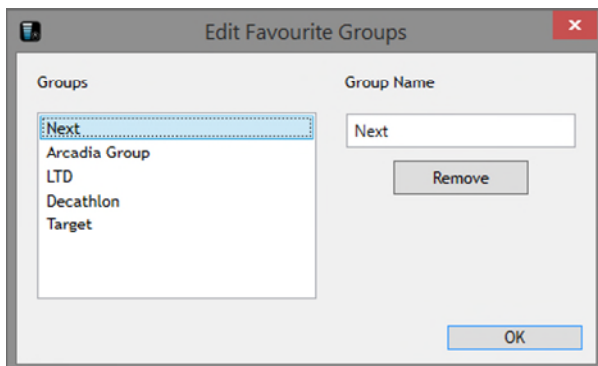 Edit Favourite Groups
Groups
Group Name
Next
Next
Arcadia Group
Remove
LTD
Decathlon
Target
OK